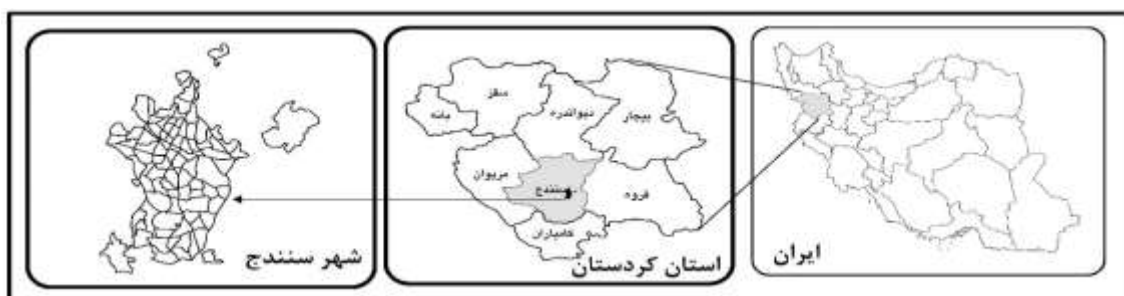 ایران
استان کردستان
سقز
بانه
دیواندره
بیجار
مریوان
سنندج
قروه
کامیاران
شهر سنندج